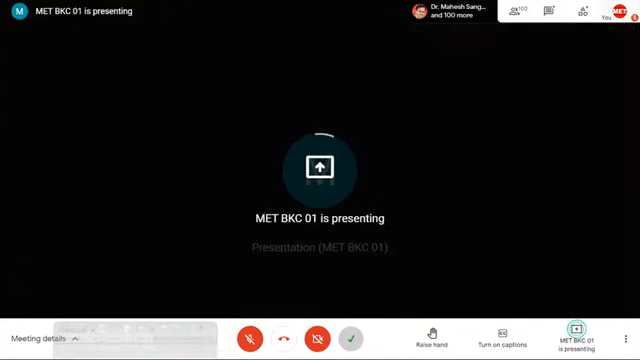 M
MET BKC 01 is presenting
Dr. Mahesh Sang...
and 100 more
102
You
MET
MET BKC 01 is presenting
Presentation (MET BKC 01)
Meeting details
Raise hand
Turn on captions
MET BKC 01
is presenting